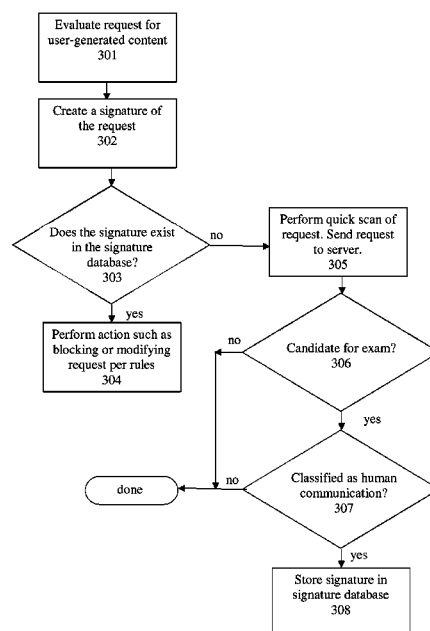 Evaluate request for
user-generated content
301
Create a signature of
the request
302
Does the signature exist
in the signature
database?
303
no
yes
Perform action such as
blocking or modifying
request per rules
304
Perform quick scan of
request. Send request
to server.
305
Candidate for exam?
306
no
yes
Classified as human
communication?
307
no
done
yes
Store signature in
signature database
308